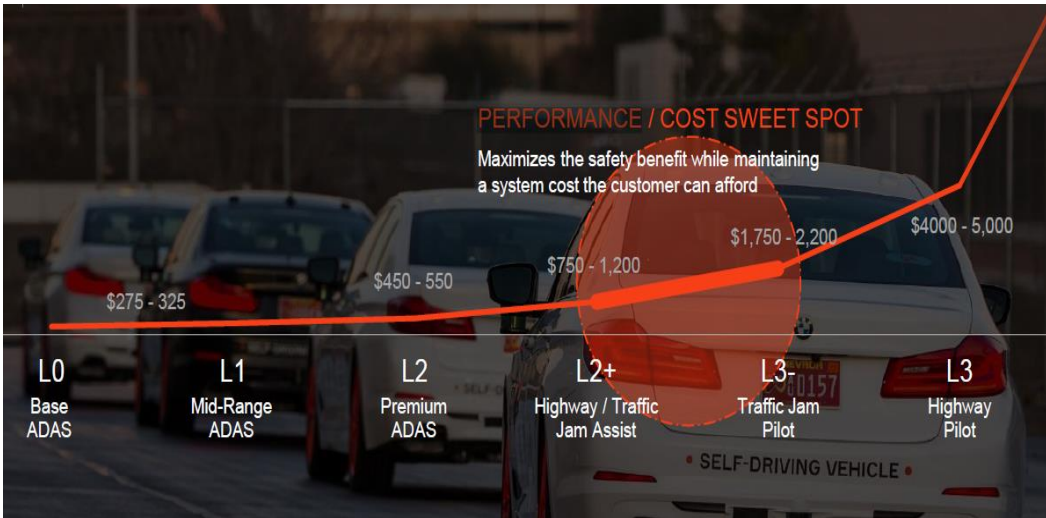 PERFORMANCE / COST SWEET SPOT
Maximizes the safety benefit while maintaining
a system cost the customer can afford
$275 - 325
$450 - 550
$750 - 1,200
$1,750 - 2,200
$4000 - 5,000
L0
L1
L2
L2+
L3-
L3
Base
ADAS
Mid-Range
ADAS
Premium
ADAS
Highway / Traffic
Jam Assist
Traffic Jam
Pilot
Highway
Pilot
• SELF-DRIVING VEHICLE •